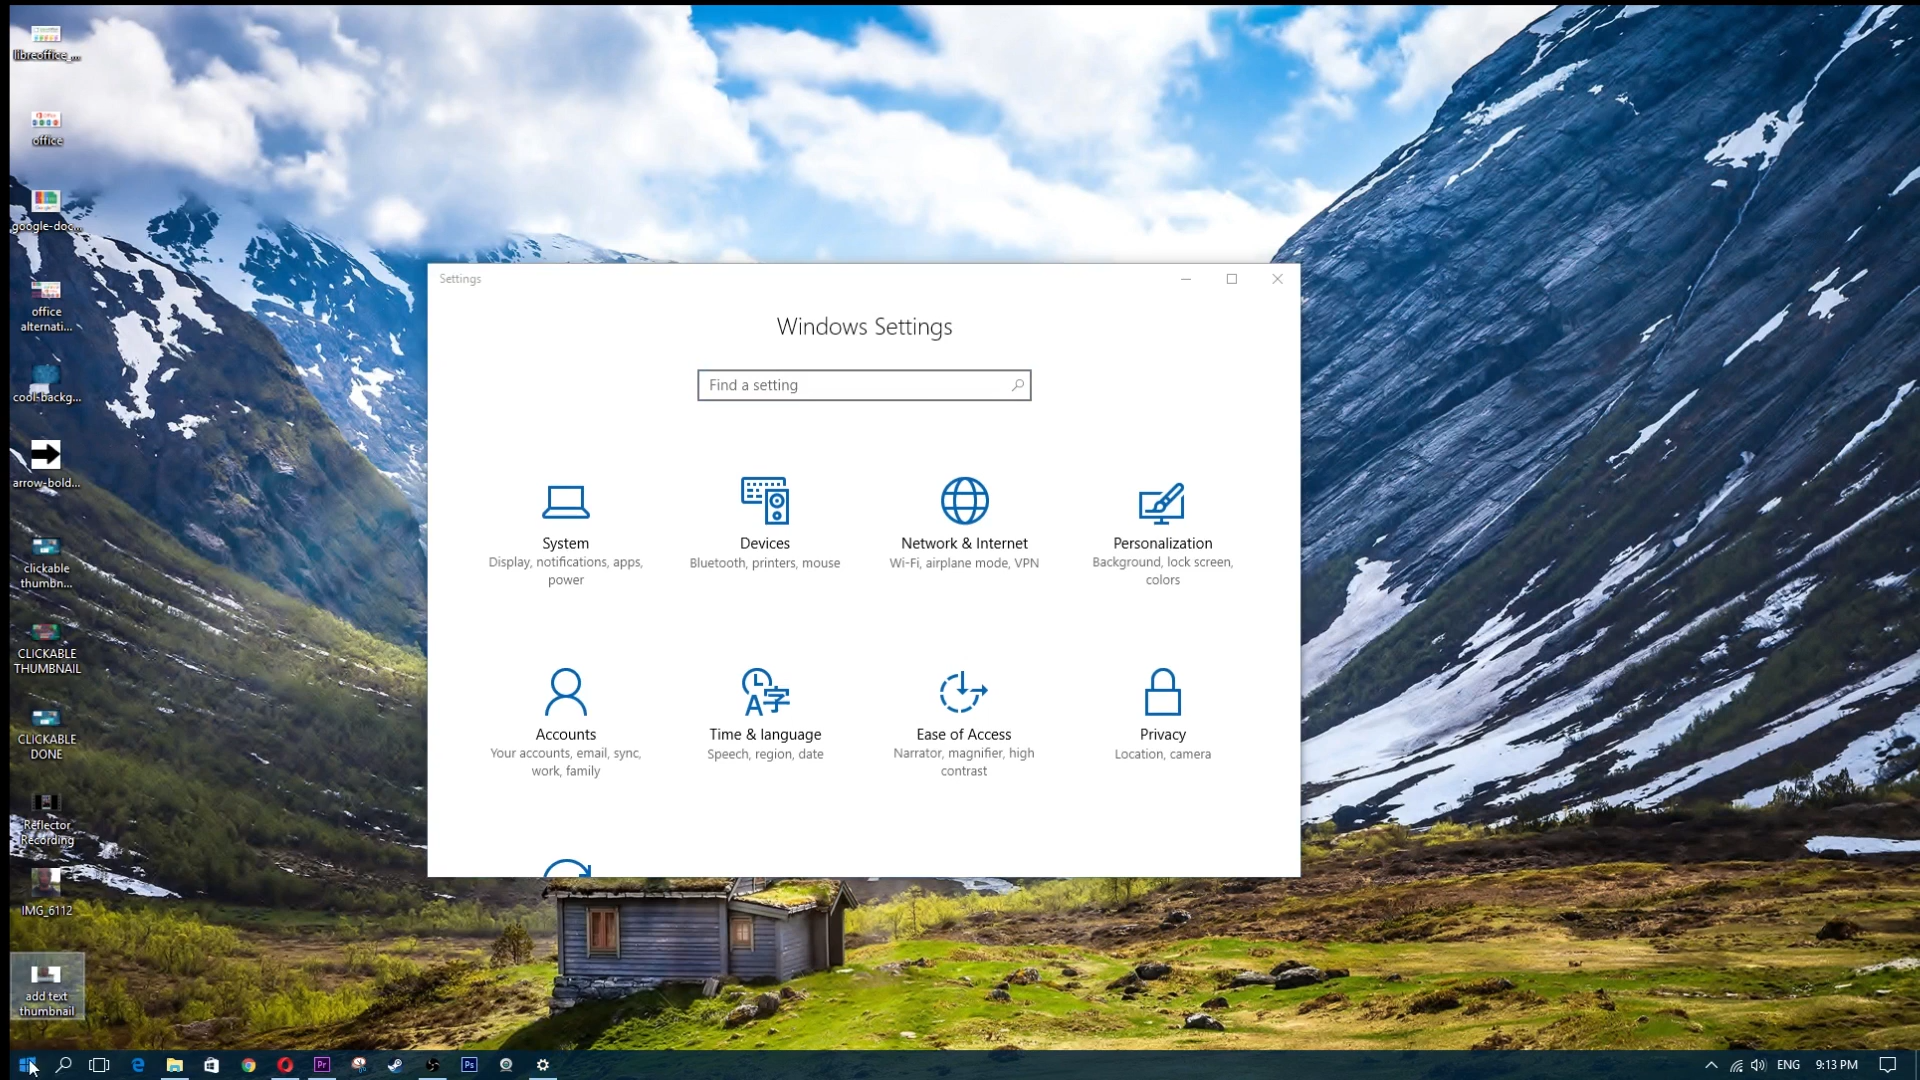 libreoffice_...
office
google-doc...
office
alternati...
cool-backg...
arrow-bold...
clickable
thumbn...
CLICKABLE
THUMBNAIL
CLICKABLE
DONE
Reflector
Recording
IMG_6112
add text
thumbnail
Settings
Windows Settings
Find a setting
System
Display, notifications, apps,
power
Devices
Bluetooth, printers, mouse
Network & Internet
Wi-Fi, airplane mode, VPN
Personalization
Background, lock screen,
colors
Accounts
Your accounts, email, sync,
work, family
Time & language
Speech, region, date
Ease of Access
Narrator, magnifier, high
contrast
Privacy
Location, camera
Pr
Ps
ENG
9:13 PM